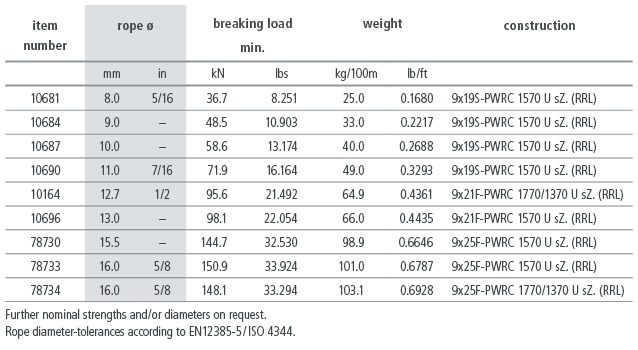 item number rope ø breaking load min. weight construction
mm in kN lbs kg/100m lb/ft
10681 8.0 5/16 36.7 8.251 25.0 0.1680 9x19S-PWRC 1570 U sZ. (RRL)
10684 9.0 – 48.5 10.903 33.0 0.2217 9x19S-PWRC 1570 U sZ. (RRL)
10687 10.0 – 58.6 13.174 40.0 0.2688 9x19S-PWRC 1570 U sZ. (RRL)
10690 11.0 7/16 71.9 16.164 49.0 0.3293 9x19S-PWRC 1570 U sZ. (RRL)
10164 12.7 1/2 95.6 21.492 64.9 0.4361 9x21F-PWRC 1770/1370 U sZ. (RRL)
10696 13.0 – 98.1 22.054 66.0 0.4435 9x21F-PWRC 1570 U sZ. (RRL)
78730 15.5 – 144.7 32.530 98.9 0.6646 9x25F-PWRC 1570 U sZ. (RRL)
78733 16.0 5/8 150.9 33.924 101.0 0.6787 9x25F-PWRC 1570 U sZ. (RRL)
78734 16.0 5/8 148.1 33.294 103.1 0.6928 9x25F-PWRC 1770/1370 U sZ. (RRL)
Further nominal strengths and/or diameters on request.
Rope diameter-tolerances according to EN12385-5/ISO 4344.